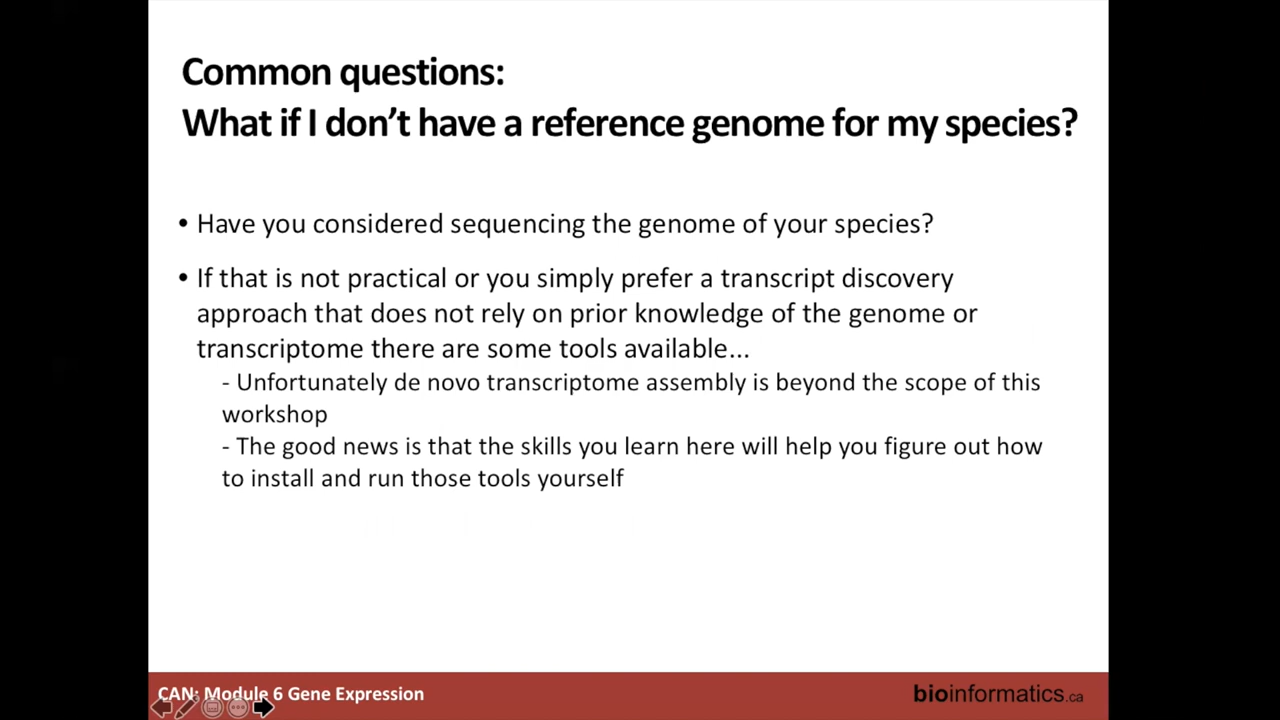 Common questions:
What if I don’t have a reference genome for my species?
• Have you considered sequencing the genome of your species?
• If that is not practical or you simply prefer a transcript discovery
approach that does not rely on prior knowledge of the genome or
transcriptome there are some tools available...
- Unfortunately de novo transcriptome assembly is beyond the scope of this
workshop
- The good news is that the skills you learn here will help you figure out how
to install and run those tools yourself
CAN: Module 6 Gene Expression
bioinformatics.ca